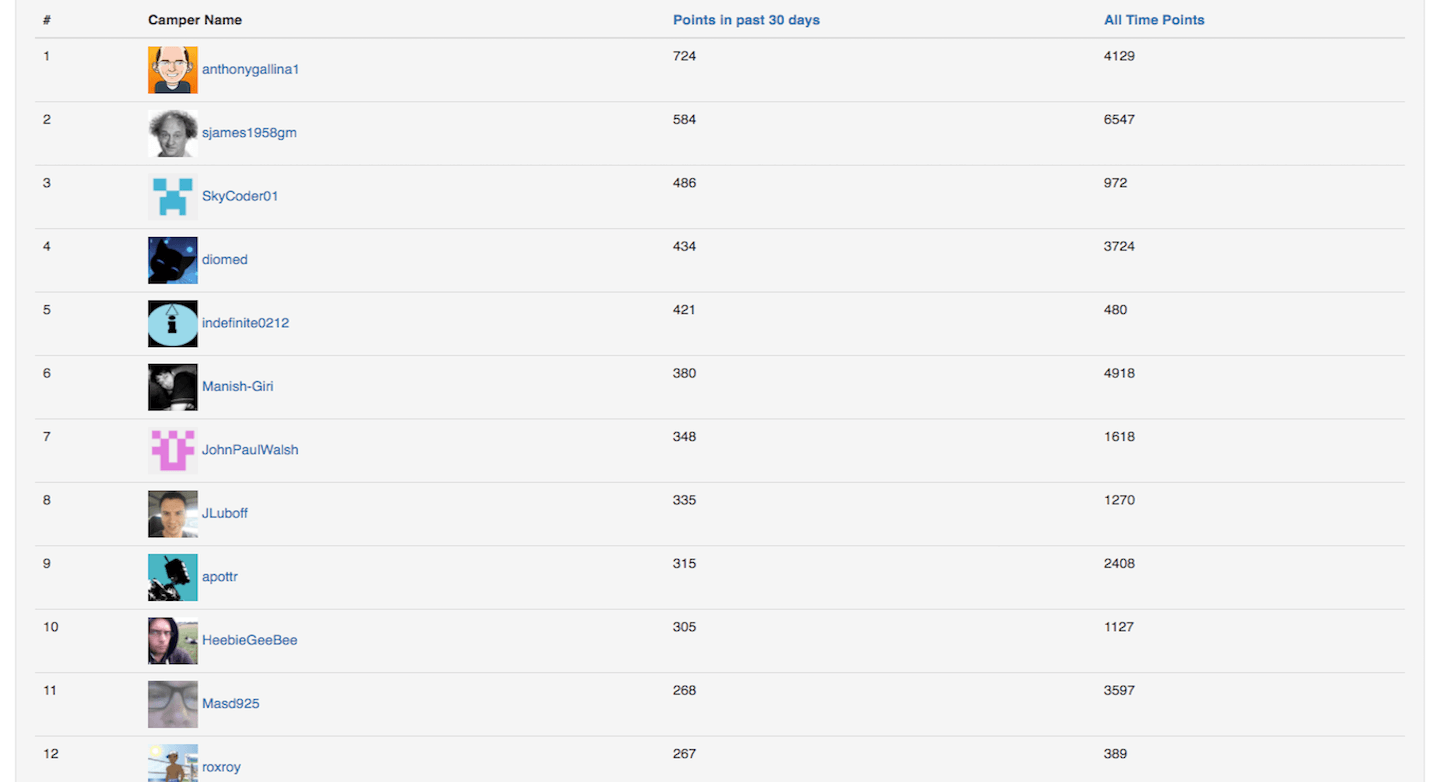 # Camper Name Points in past 30 days All Time Points
1 anthonygallina1 724 4129
2 sjames1958gm 584 6547
3 SkyCoder01 486 972
4 diomed 434 3724
5 indefinite0212 421 480
6 Manish-Giri 380 4918
7 JohnPaulWalsh 348 1618
8 JLuboff 335 1270
9 apottr 315 2408
10 HeebieGeeBee 305 1127
11 Masd925 268 3597
12 roxroy 267 389